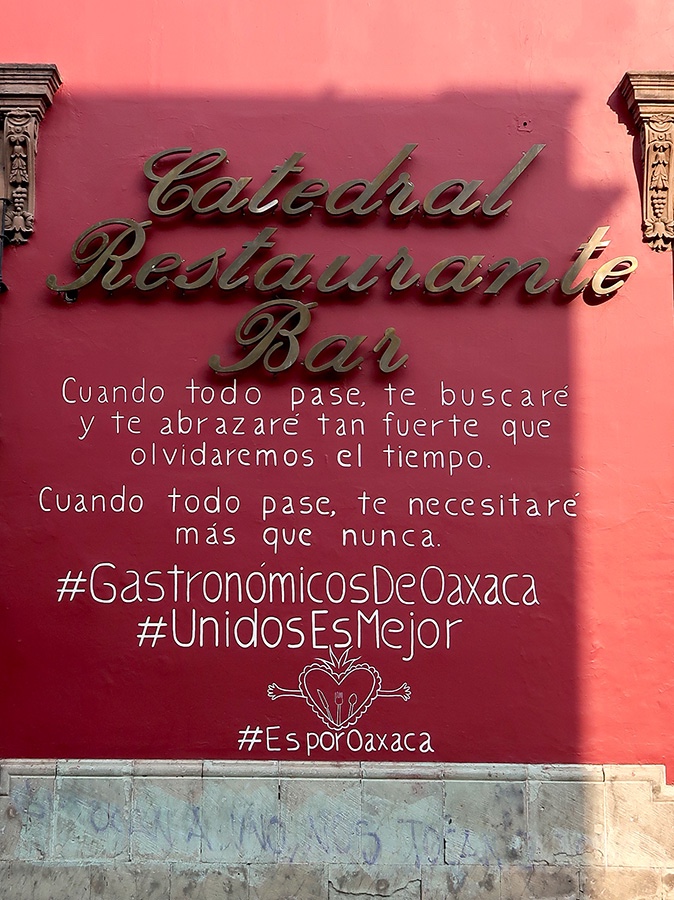 Catedral
Restaurante
Bar
Cuando todo pase, te buscaré
y te abrazaré tan fuerte que
olvidaremos el tiempo.
Cuando todo pase, te necesitaré
más que nunca.
#GastronómicosDeOaxaca
#UnidosEsMejor
#EsporOaxaca